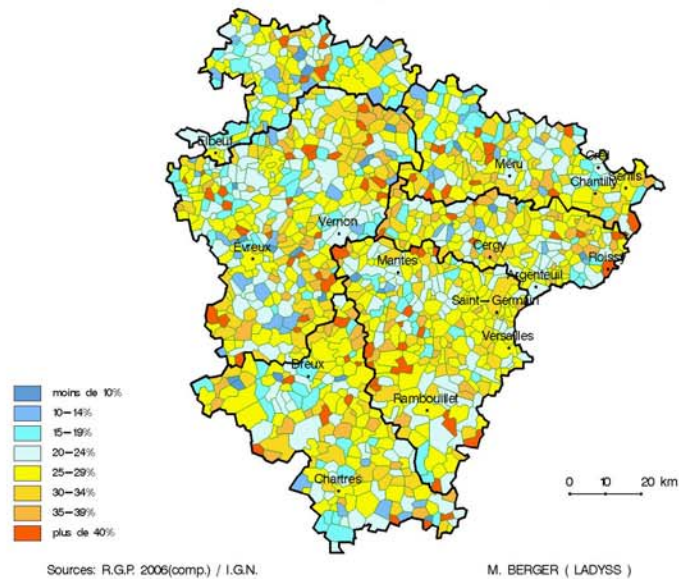 Elbeuf
Méru
Creil
Chantilly
Senlis
Vernon
Evreux
Cergy
Roissy
Mantes
Argenteuil
Saint-Germain
Versailles
Dreux
Rambouillet
Chartres
moins de 10%
10-14%
15-19%
20-24%
25-29%
30-34%
35-39%
plus de 40%
0 10 20 km
Sources: R.G.P. 2006(comp.) / I.G.N.
M. BERGER ( LADYSS )